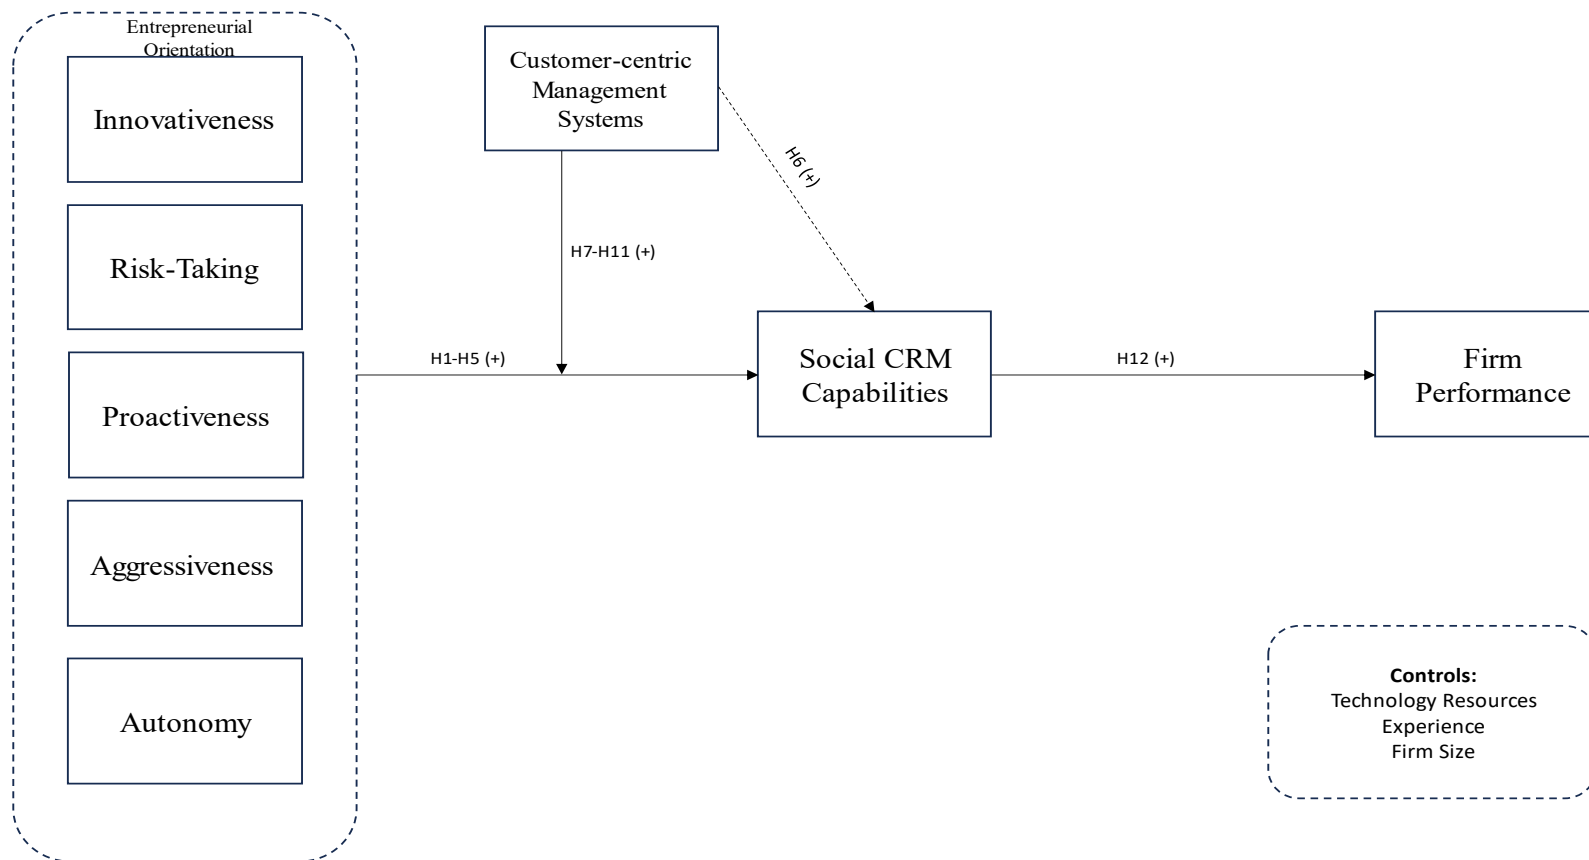 Entrepreneurial
Orientation
Innovativeness
Risk-Taking
Proactiveness
Aggressiveness
Autonomy
Customer-centric
Management
Systems
H6 (+)
H7-H11 (+)
H1-H5 (+)
Social CRM
Capabilities
H12 (+)
Firm
Performance
Controls:
Technology Resources
Experience
Firm Size